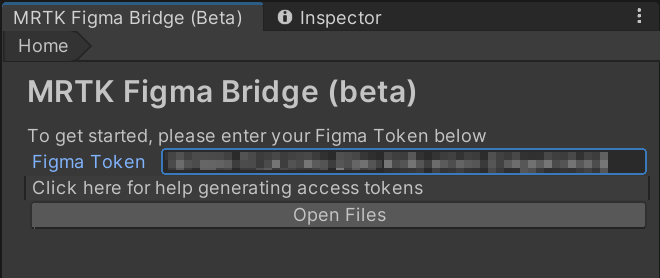 MRTK Figma Bridge (Beta) Inspector
Home
MRTK Figma Bridge (beta)
To get started, please enter your Figma Token below
Figma Token
Click here for help generating access tokens
Open Files